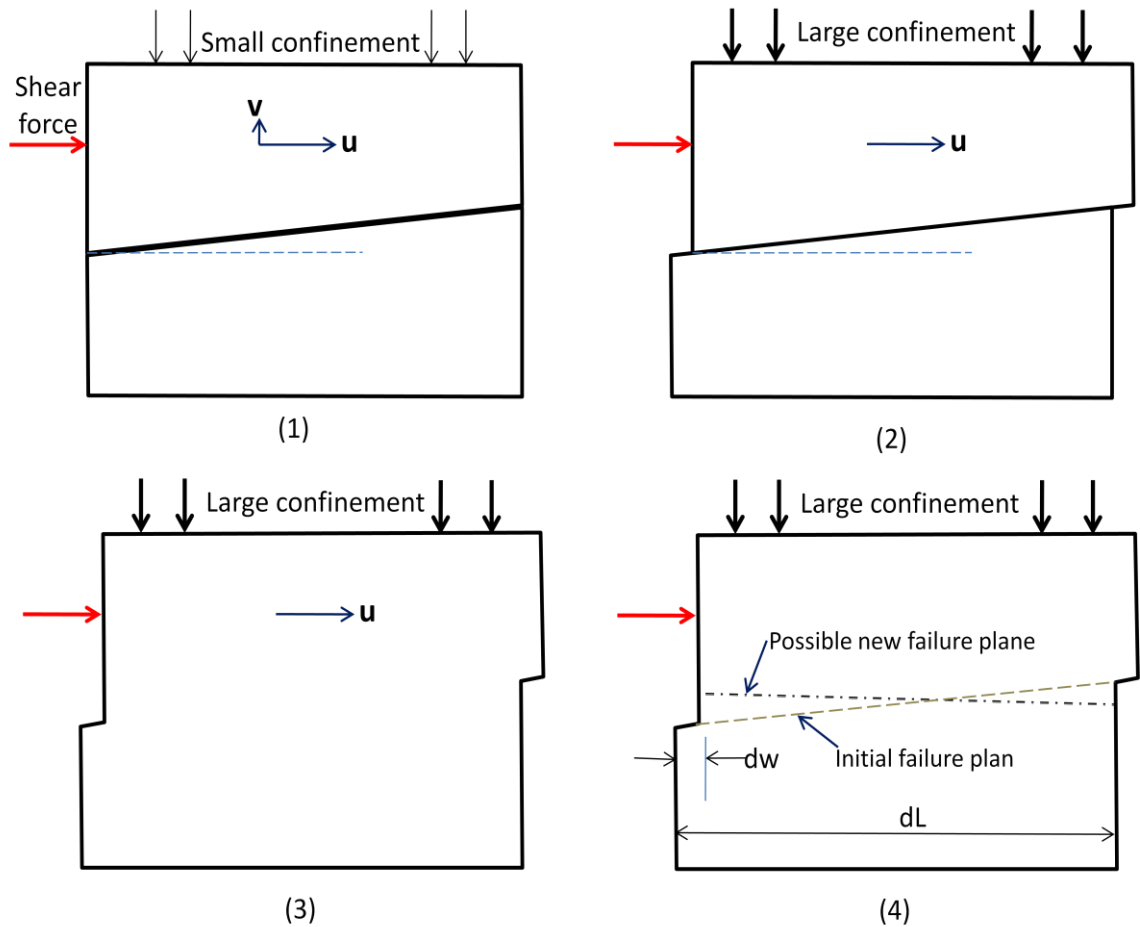 Small confinement
Shear
force
v
u
(1)
Large confinement
u
(2)
Large confinement
u
(3)
Large confinement
Possible new failure plane
Initial failure plan
dw
dL
(4)